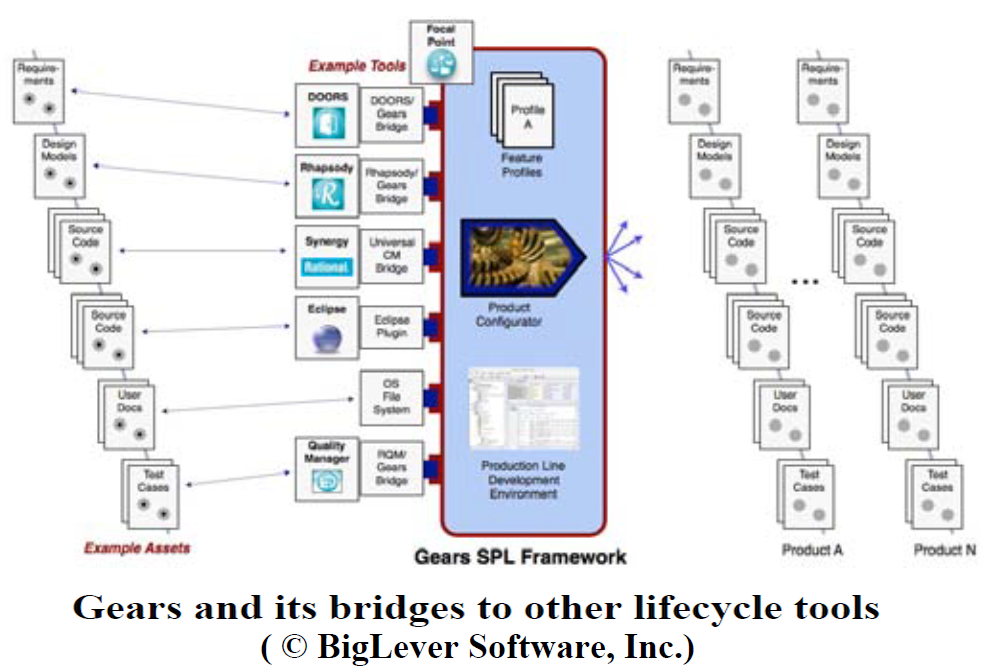 Focal
Point
Example Tools
Require-
ments
Design
Models
Source
Code
Source
Code
User
Docs
Test
Cases
Example Assets
DOORS
DOORS/
Gears
Bridge
Rhapsody
Rhapsody/
Gears
Bridge
Synergy
Rational
Universal
CM
Bridge
Eclipse
Eclipse
Plugin
OS
File
System
Quality
Manager
RQM/
Gears
Bridge
Profile
A
Feature
Profiles
Product
Configurator
Production Line
Development
Environment
Gears SPL Framework
Require-
ments
Design
Models
Source
Code
Source
Code
User
Docs
Test
Cases
Product A
...
Require-
ments
Design
Models
Source
Code
Source
Code
User
Docs
Test
Cases
Product N
Gears and its bridges to other lifecycle tools
( © BigLever Software, Inc.)